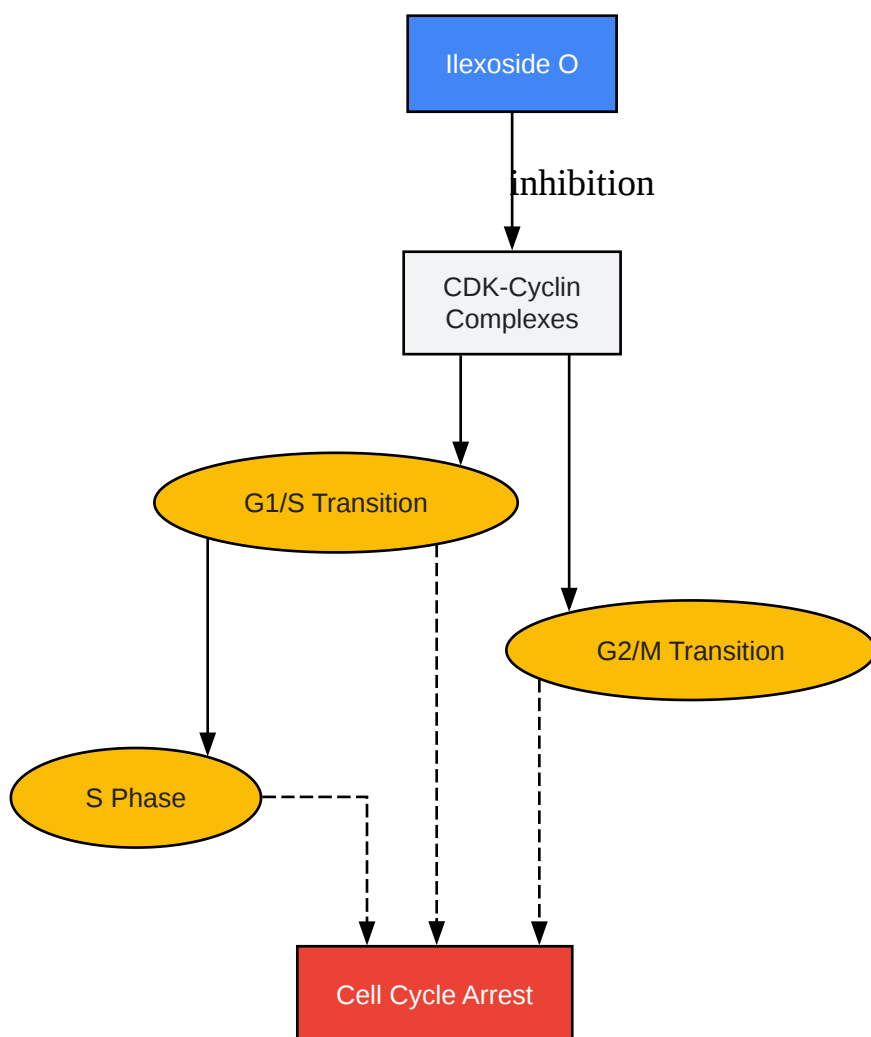 Ilexoside O
inhibition
CDK-Cyclin
Complexes
G1/S Transition
G2/M Transition
S Phase
Cell Cycle Arrest